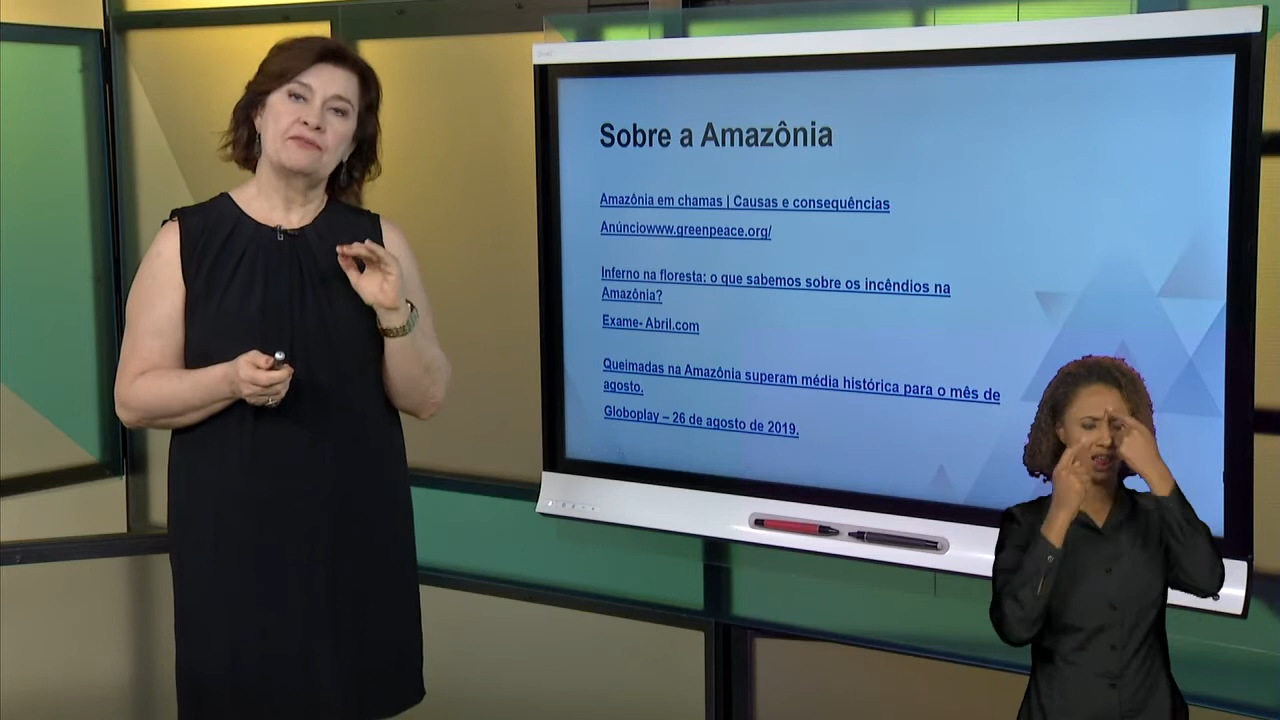 Sobre a Amazônia
Amazônia em chamas | Causas e consequências
Anúnciowww.greenpeace.org/
Inferno na floresta: o que sabemos sobre os incêndios na
Amazônia?
Exame- Abril.com
Queimadas na Amazônia superam média histórica para o mês de
agosto.
Globoplay – 26 de agosto de 2019.